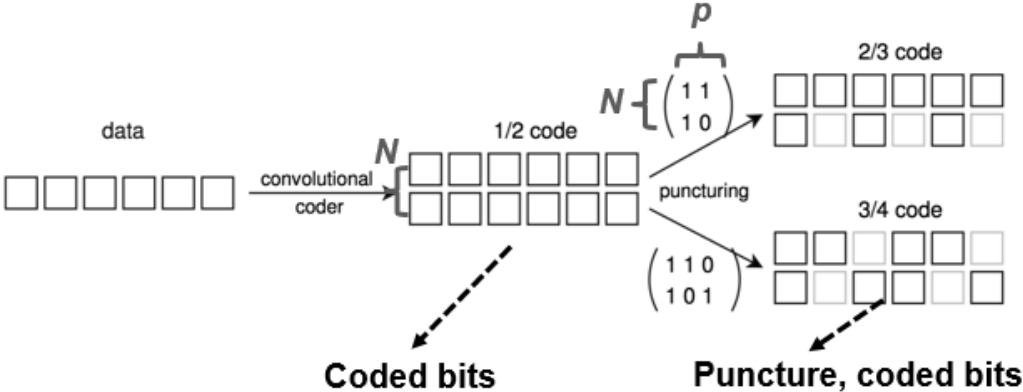 p
2/3 code
N
1 1
1 0
data
1/2 code
N
convolutional
coder
puncturing
3/4 code
1 1 0
1 0 1
Coded bits
Puncture, coded bits